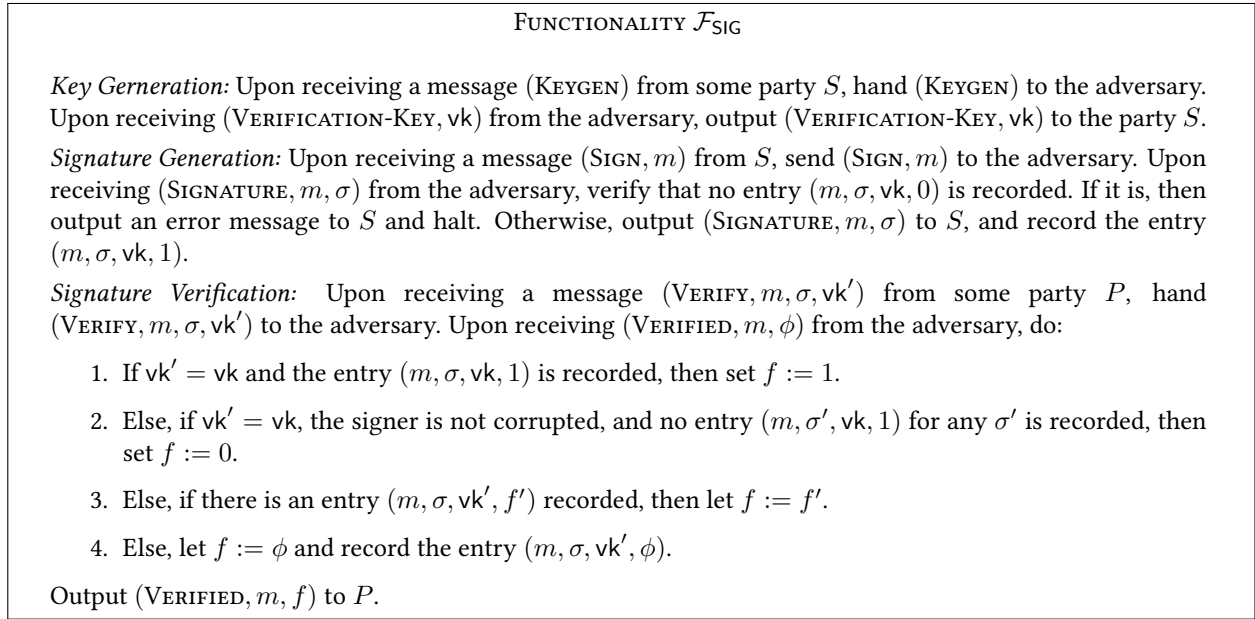 FUNCTIONALITY 𝓕SIG
Key Gerneration: Upon receiving a message (KEYGEN) from some party S, hand (KEYGEN) to the adversary.
Upon receiving (VERIFICATION-KEY, vk) from the adversary, output (VERIFICATION-KEY, vk) to the party S.
Signature Generation: Upon receiving a message (SIGN, m) from S, send (SIGN, m) to the adversary. Upon
receiving (SIGNATURE, m, σ) from the adversary, verify that no entry (m, σ, vk, 0) is recorded. If it is, then
output an error message to S and halt. Otherwise, output (SIGNATURE, m, σ) to S, and record the entry
(m, σ, vk, 1).
Signature Verification: Upon receiving a message (VERIFY, m, σ, vk′) from some party P, hand
(VERIFY, m, σ, vk′) to the adversary. Upon receiving (VERIFIED, m, ϕ) from the adversary, do:
1. If vk′ = vk and the entry (m, σ, vk, 1) is recorded, then set f := 1.
2. Else, if vk′ = vk, the signer is not corrupted, and no entry (m, σ′, vk, 1) for any σ′ is recorded, then
set f := 0.
3. Else, if there is an entry (m, σ, vk′, f′) recorded, then let f := f′.
4. Else, let f := ϕ and record the entry (m, σ, vk′, ϕ).
Output (VERIFIED, m, f) to P.